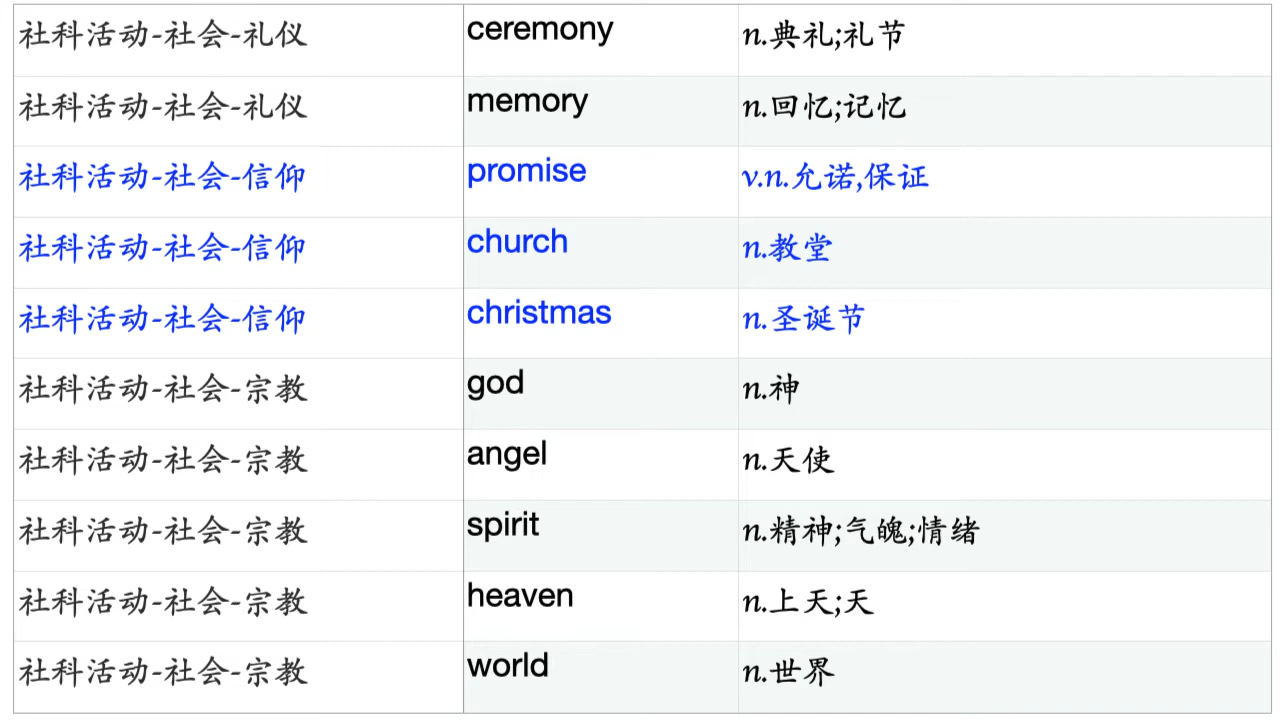 社科活动-社会-礼仪 ceremony n.典礼;礼节
社科活动-社会-礼仪 memory n.回忆;记忆
社科活动-社会-信仰 promise v.n.允诺,保证
社科活动-社会-信仰 church n.教堂
社科活动-社会-信仰 christmas n.圣诞节
社科活动-社会-宗教 god n.神
社科活动-社会-宗教 angel n.天使
社科活动-社会-宗教 spirit n.精神;气魄;情绪
社科活动-社会-宗教 heaven n.上天;天
社科活动-社会-宗教 world n.世界